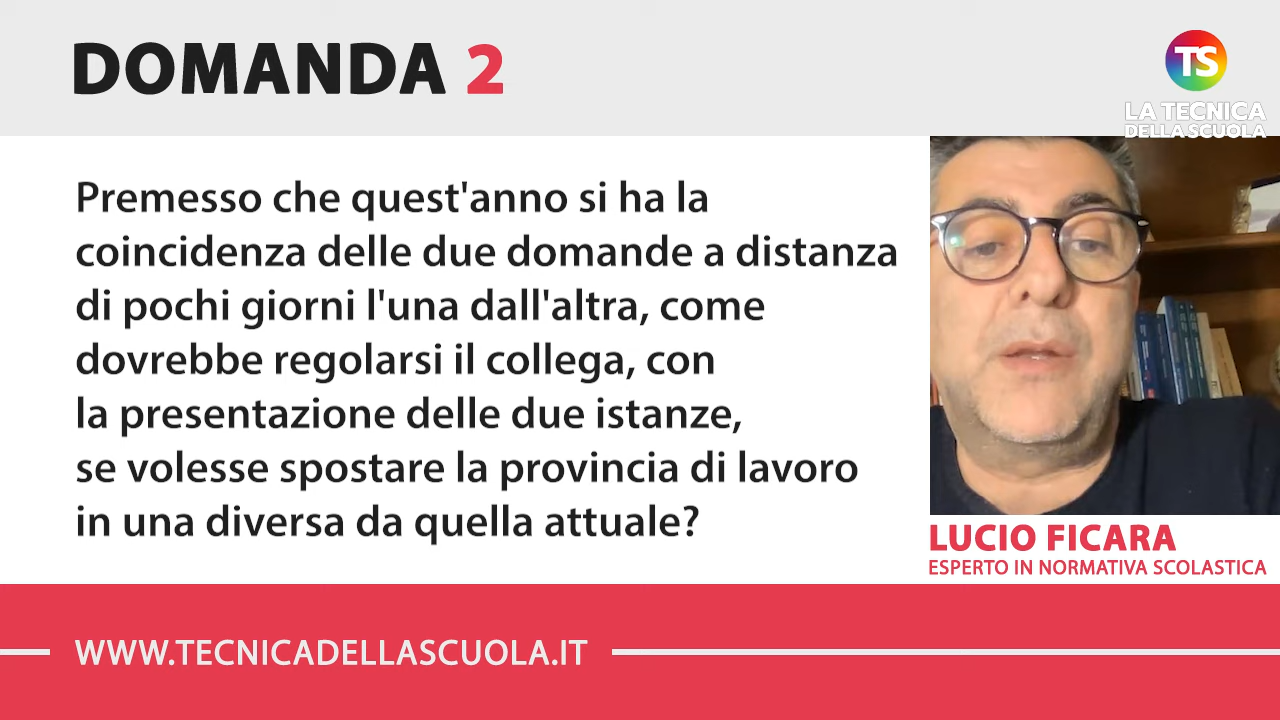 DOMANDA 2
TS
LA TECNICA
DELLA SCUOLA
Premesso che quest'anno si ha la
coincidenza delle due domande a distanza
di pochi giorni l'una dall'altra, come
dovrebbe regolarsi il collega, con
la presentazione delle due istanze,
se volesse spostare la provincia di lavoro
in una diversa da quella attuale?
LUCIO FICARA
ESPERTO IN NORMATIVA SCOLASTICA
WWW.TECNICADELLASCUOLA.IT